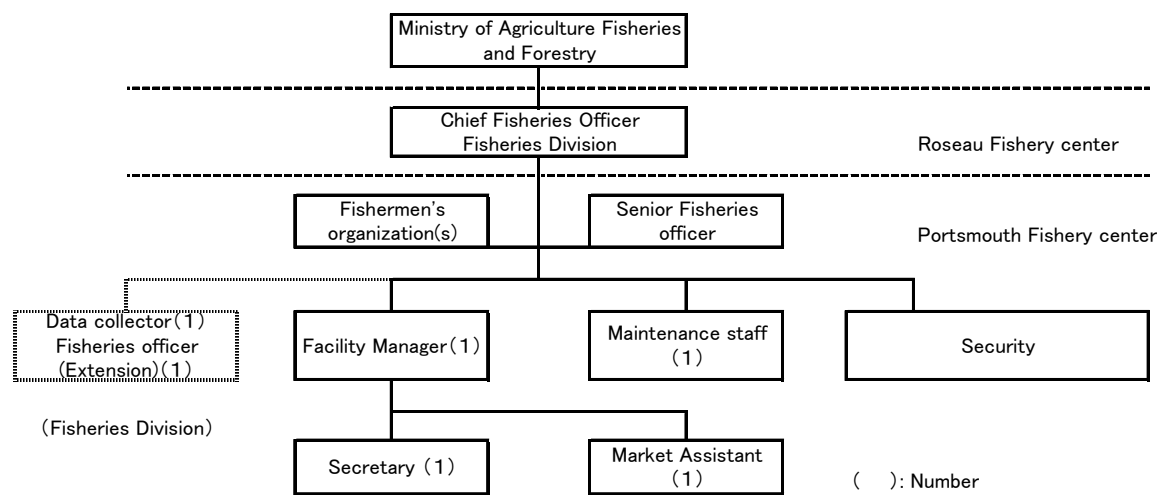 Ministry of Agriculture Fisheries
and Forestry
Chief Fisheries Officer
Fisheries Division
Roseau Fishery center
Fishermen's
organization(s)
Senior Fisheries
officer
Portsmouth Fishery center
Data collector(1)
Fisheries officer
(Extension)(1)
Facility Manager(1)
Maintenance staff
(1)
Security
(Fisheries Division)
Secretary (1)
Market Assistant
(1)
(    ): Number